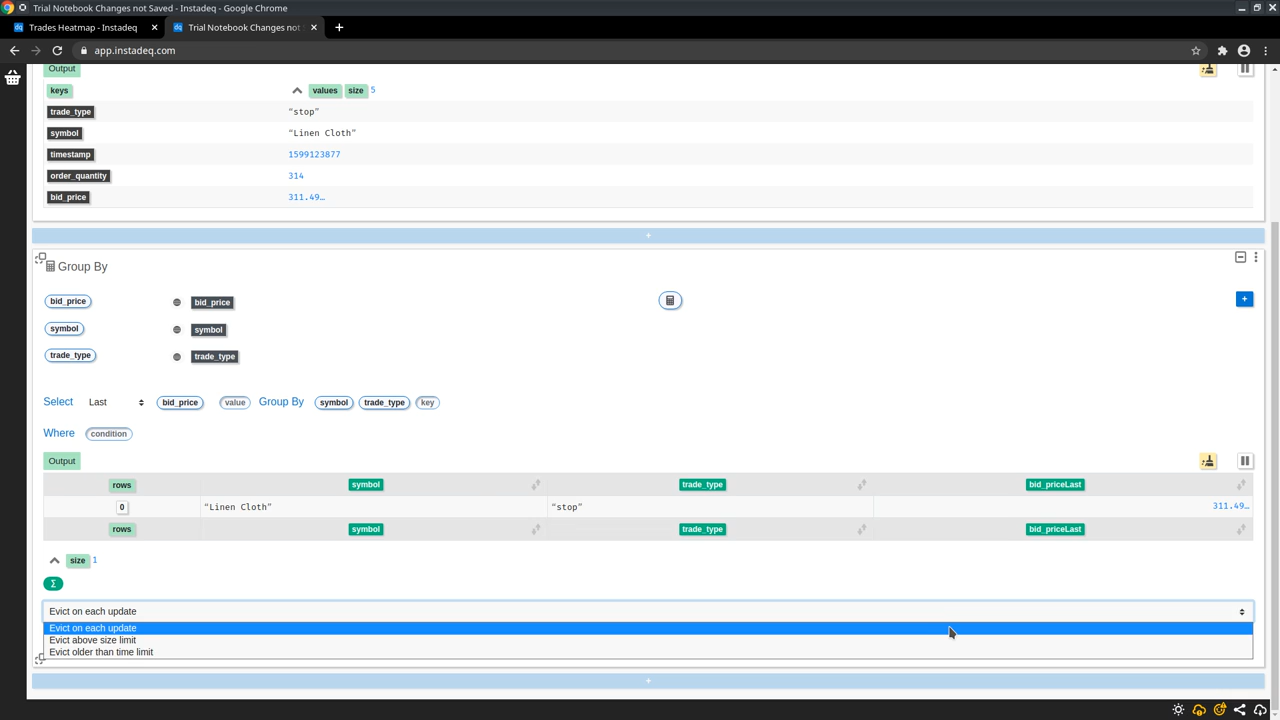 Trial Notebook Changes not Saved - Instadeq - Google Chrome
dq Trades Heatmap - Instadeq
dq Trial Notebook Changes not
app.instadeq.com
Output
keys values size 5
trade_type "stop"
symbol "Linen Cloth"
timestamp 1599123877
order_quantity 314
bid_price 311.49…
+
Group By
bid_price bid_price +
symbol symbol
trade_type trade_type
Select Last bid_price value Group By symbol trade_type key
Where condition
Output
rows symbol trade_type bid_priceLast
0 "Linen Cloth" "stop" 311.49…
rows symbol trade_type bid_priceLast
size 1
Σ
Evict on each update
Evict on each update
Evict above size limit
Evict older than time limit
+